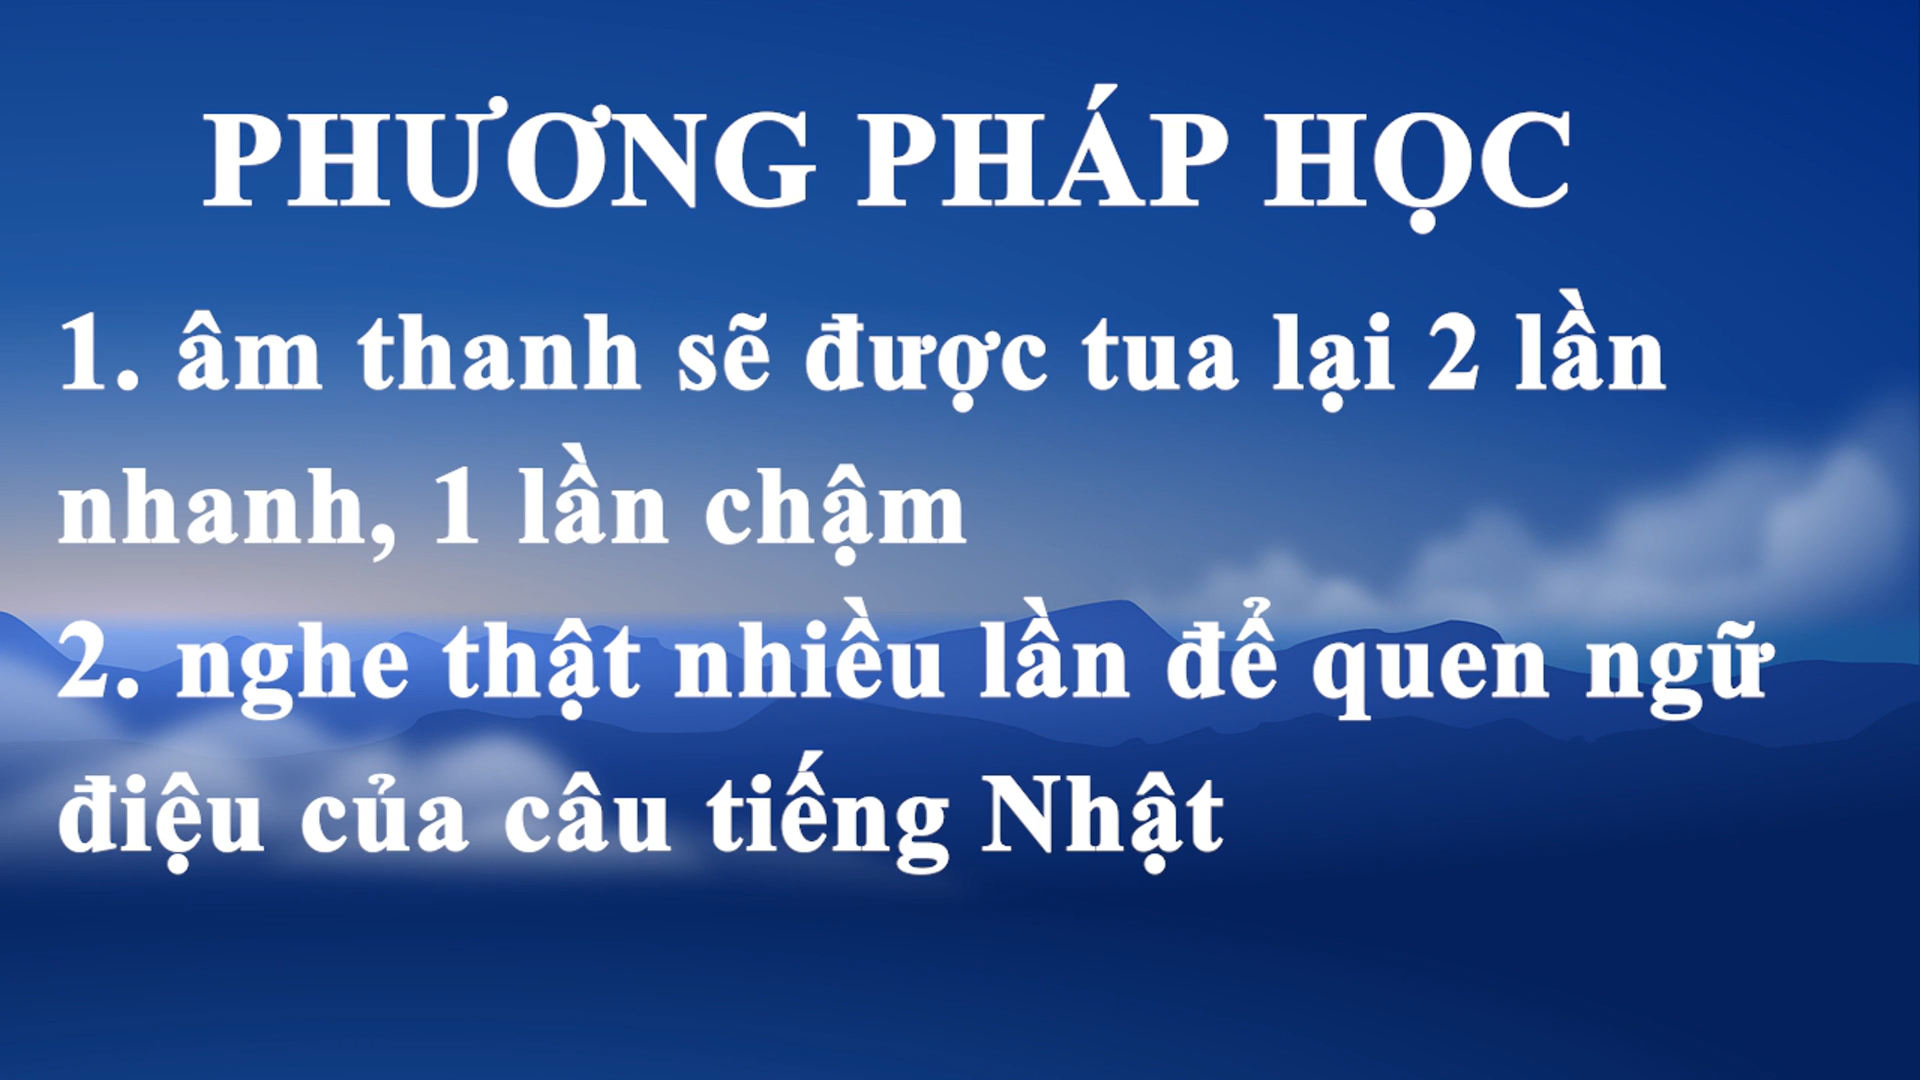 PHƯƠNG PHÁP HỌC
1. âm thanh sẽ được tua lại 2 lần
nhanh, 1 lần chậm
2. nghe thật nhiều lần để quen ngữ
điệu của câu tiếng Nhật